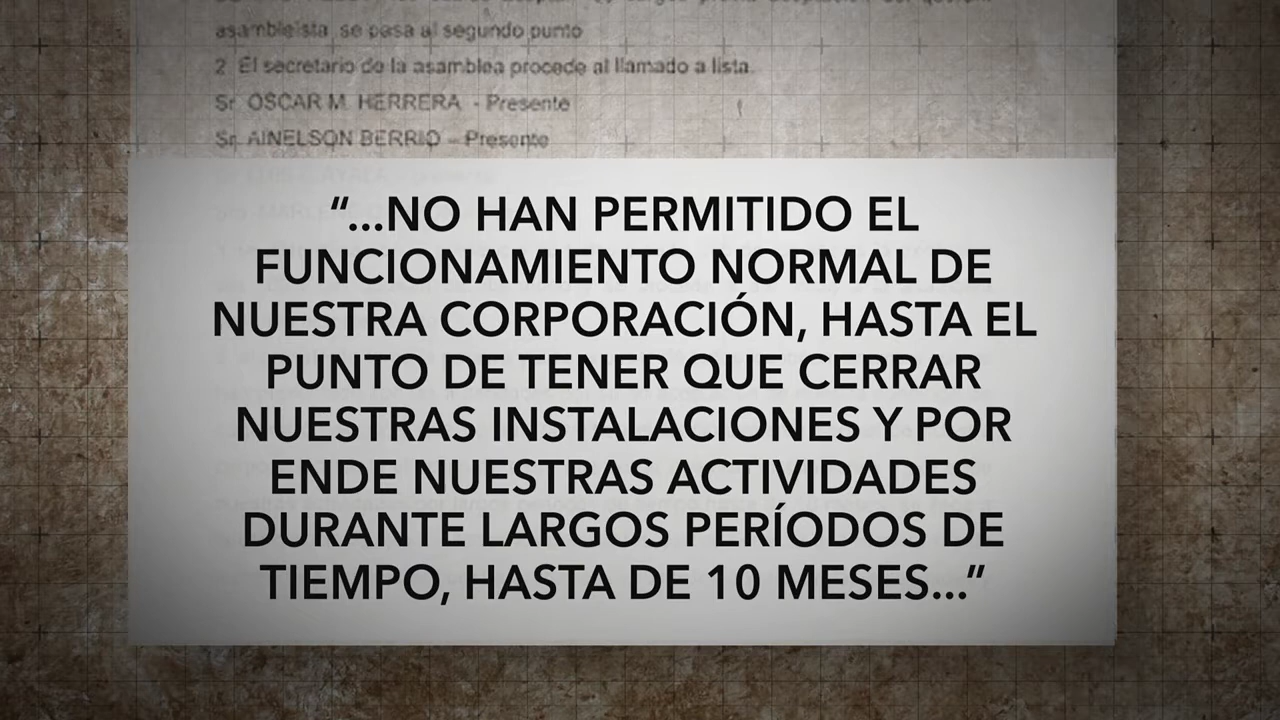 asambleista se pasa al segundo punto
2 El secretario de la asamblea procede al llamado a lista.
Sr. OSCAR M. HERRERA - Presente
Sr. AINELSON BERRIO – Presente
“...NO HAN PERMITIDO EL
FUNCIONAMIENTO NORMAL DE
NUESTRA CORPORACIÓN, HASTA EL
PUNTO DE TENER QUE CERRAR
NUESTRAS INSTALACIONES Y POR
ENDE NUESTRAS ACTIVIDADES
DURANTE LARGOS PERÍODOS DE
TIEMPO, HASTA DE 10 MESES...”